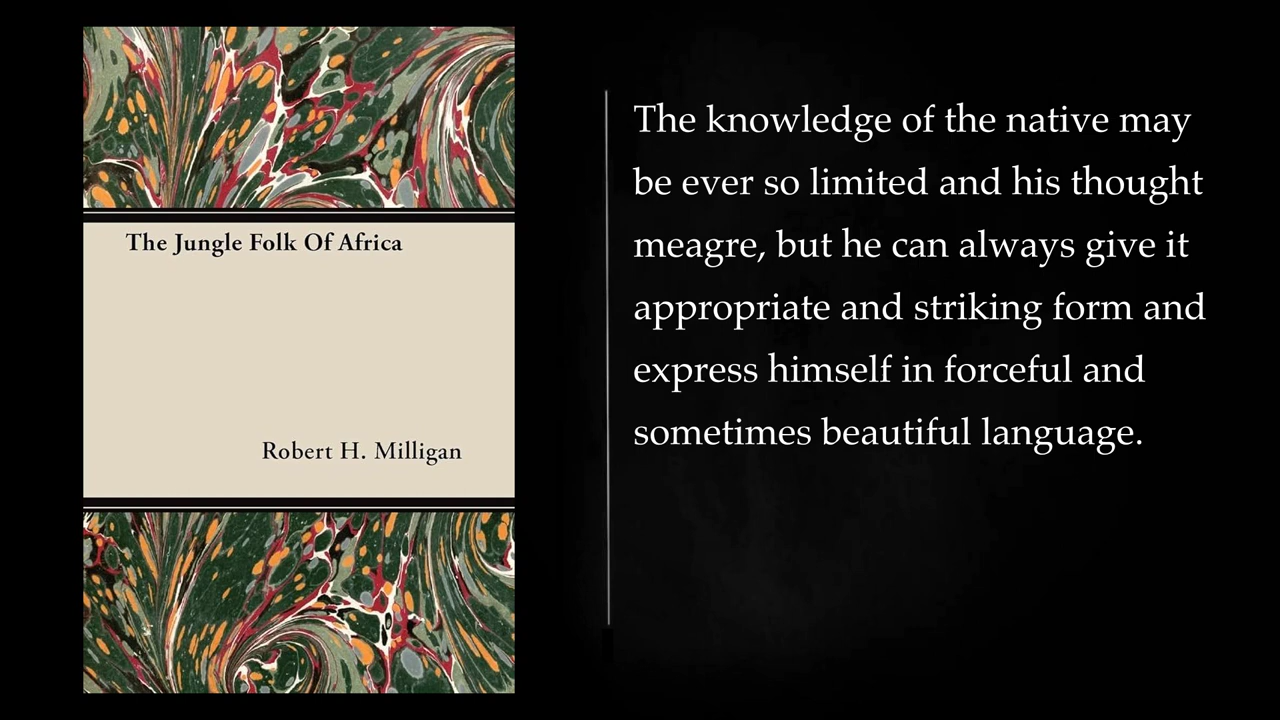 The Jungle Folk Of Africa
Robert H. Milligan
The knowledge of the native may
be ever so limited and his thought
meagre, but he can always give it
appropriate and striking form and
express himself in forceful and
sometimes beautiful language.